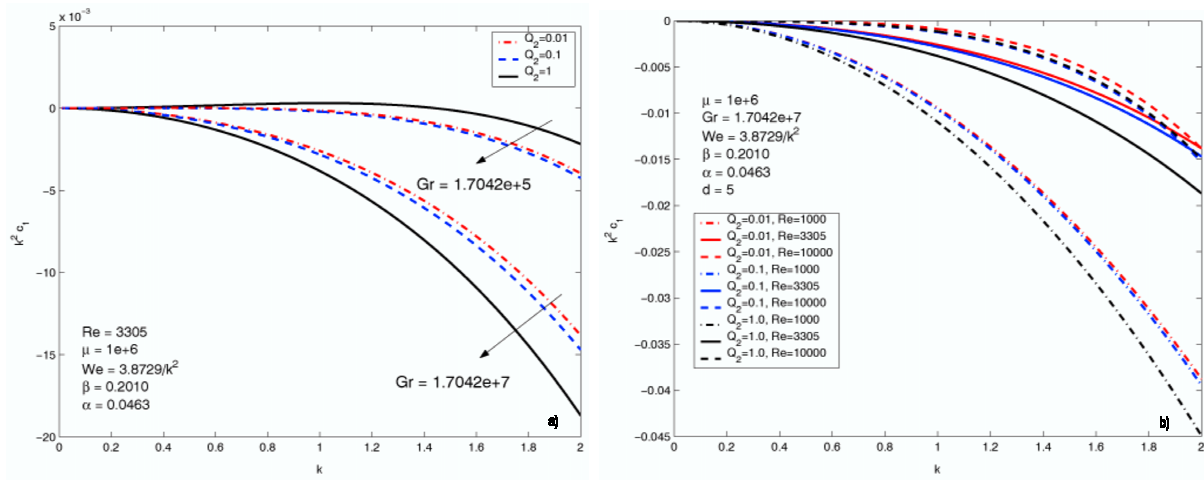 x 10⁻³
5
0
−5
−10
−15
−20
0
0.2
0.4
0.6
0.8
1
1.2
1.4
1.6
1.8
2
k
k² c₁
Q₂=0.01
Q₂=0.1
Q₂=1
Gr = 1.7042e+5
Gr = 1.7042e+7
Re = 3305
μ = 1e+6
We = 3.8729/k²
β = 0.2010
α = 0.0463
a)
0
−0.005
−0.01
−0.015
−0.02
−0.025
−0.03
−0.035
−0.04
−0.045
0
0.2
0.4
0.6
0.8
1
1.2
1.4
1.6
1.8
2
k
k² c₁
μ = 1e+6
Gr = 1.7042e+7
We = 3.8729/k²
β = 0.2010
α = 0.0463
d = 5
Q₂=0.01, Re=1000
Q₂=0.01, Re=3305
Q₂=0.01, Re=10000
Q₂=0.1, Re=1000
Q₂=0.1, Re=3305
Q₂=0.1, Re=10000
Q₂=1.0, Re=1000
Q₂=1.0, Re=3305
Q₂=1.0, Re=10000
b)